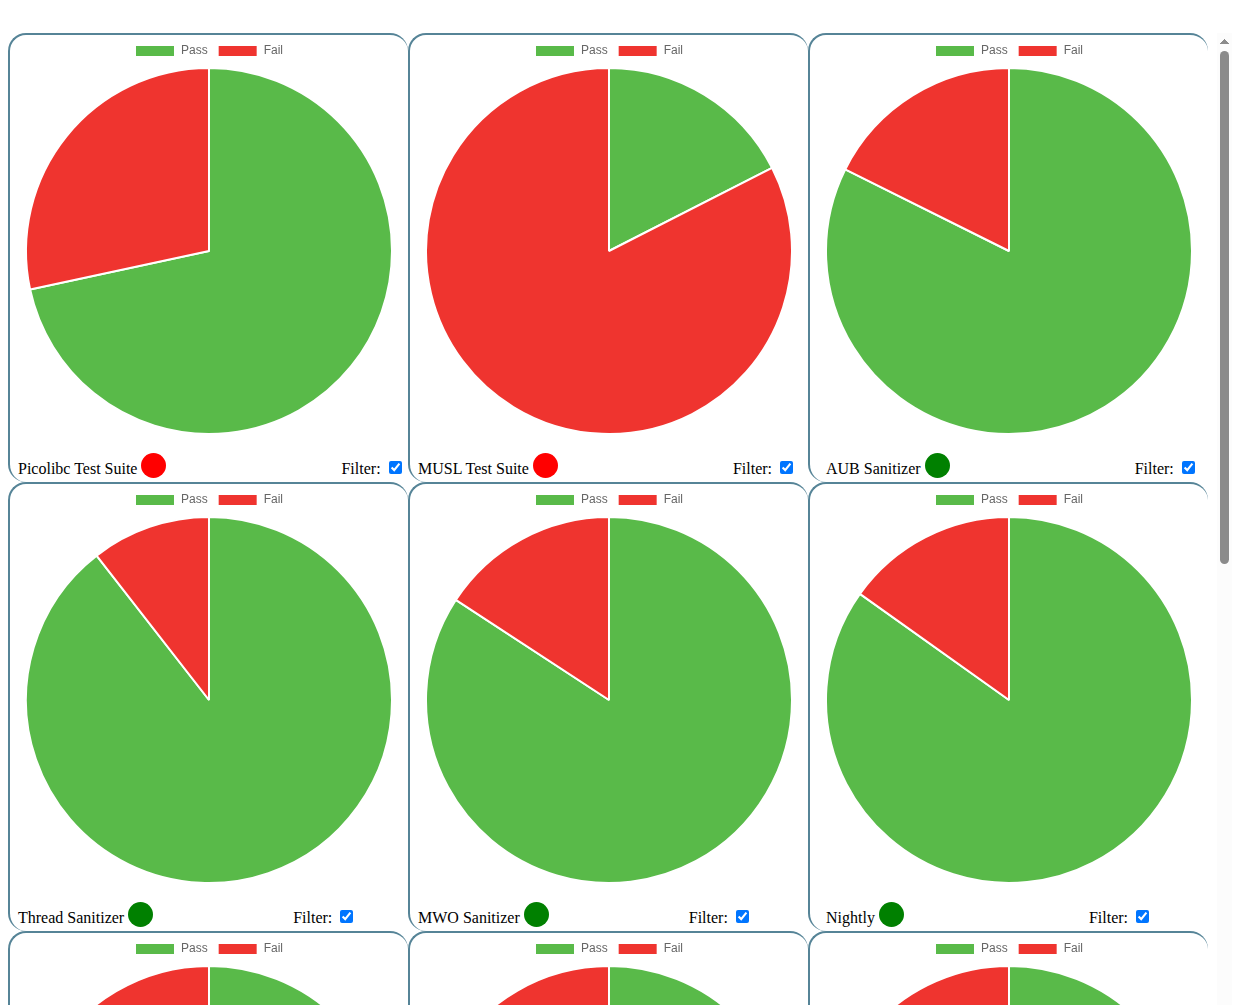 Pass Fail
Pass Fail
Pass Fail
Picolibc Test Suite Filter:
MUSL Test Suite Filter:
AUB Sanitizer Filter:
Pass Fail
Pass Fail
Pass Fail
Thread Sanitizer Filter:
MWO Sanitizer Filter:
Nightly Filter:
Pass Fail
Pass Fail
Pass Fail